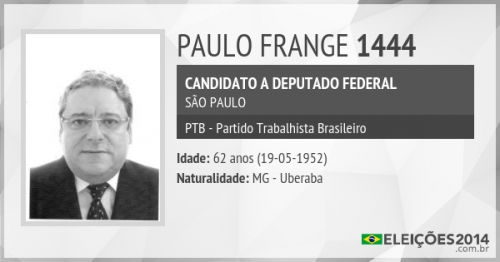 PAULO FRANGE 1444
CANDIDATO A DEPUTADO FEDERAL
SÃO PAULO
PTB - Partido Trabalhista Brasileiro
Idade: 62 anos (19-05-1952)
Naturalidade: MG - Uberaba
ELEIÇÕES2014
.com.br